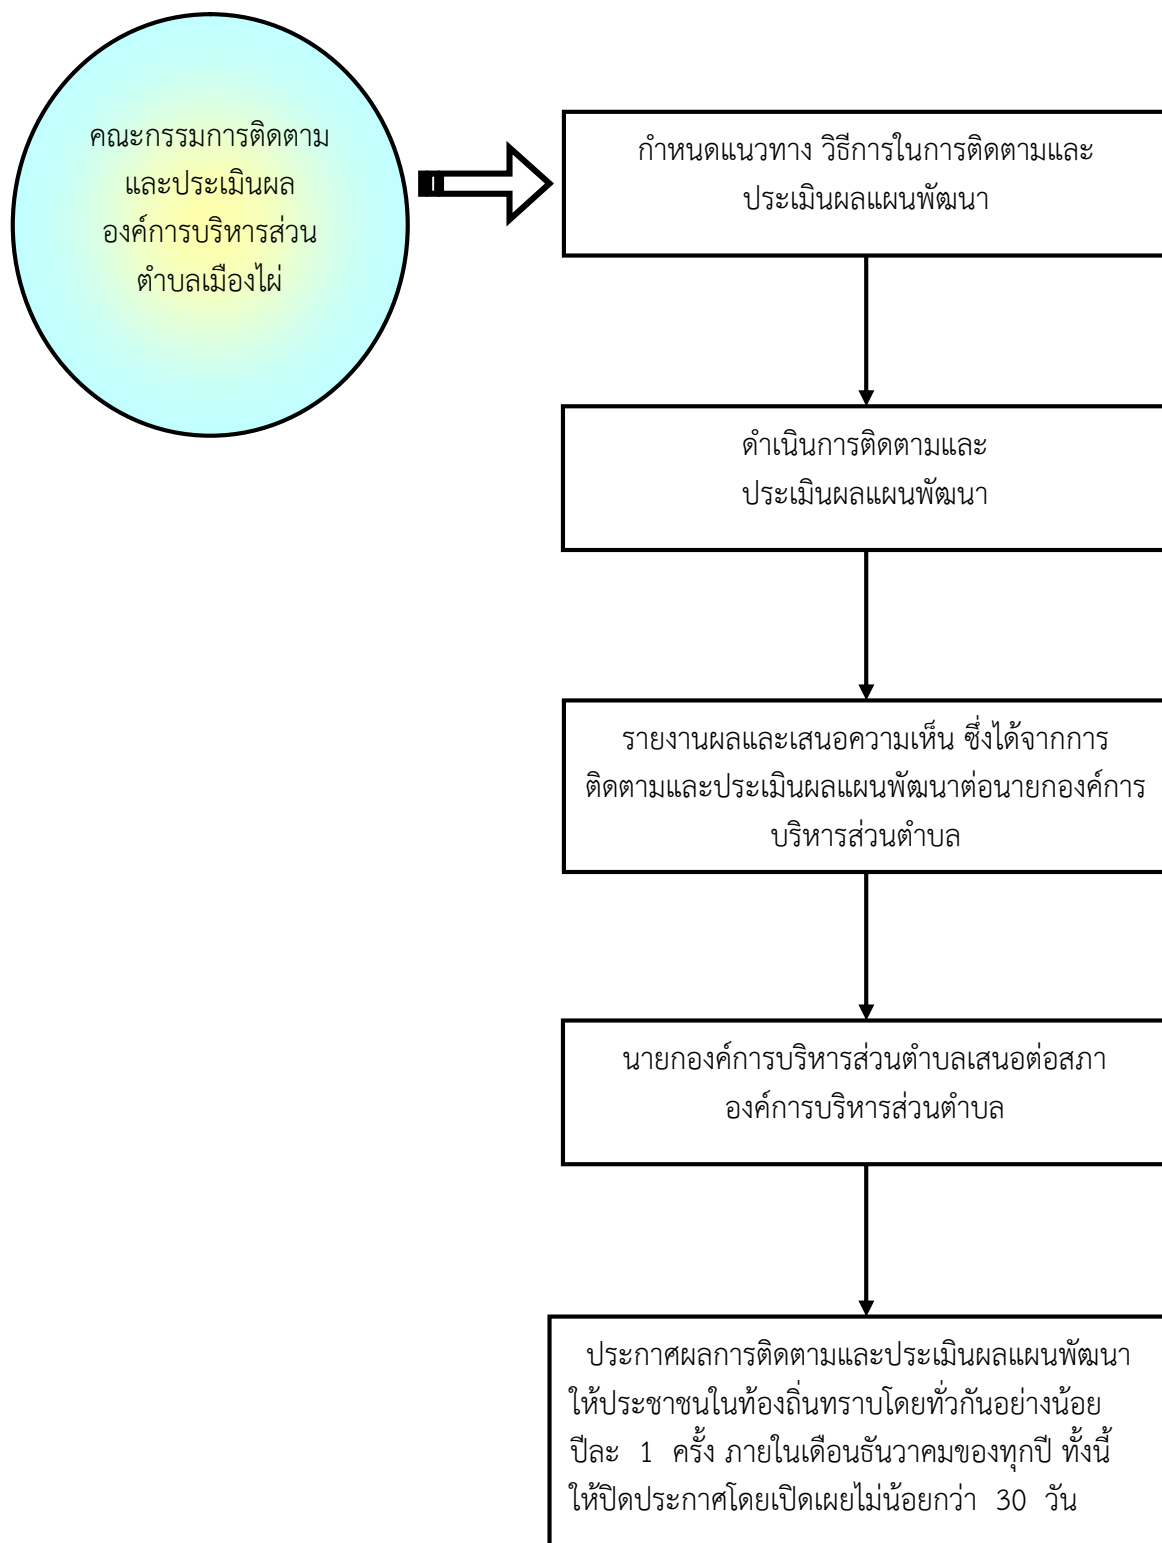 คณะกรรมการติดตาม
และประเมินผล
องค์การบริหารส่วน
ตำบลเมืองไผ่
กำหนดแนวทาง วิธีการในการติดตามและ
ประเมินผลแผนพัฒนา
ดำเนินการติดตามและ
ประเมินผลแผนพัฒนา
รายงานผลและเสนอความเห็น ซึ่งได้จากการ
ติดตามและประเมินผลแผนพัฒนาต่อนายกองค์การ
บริหารส่วนตำบล
นายกองค์การบริหารส่วนตำบลเสนอต่อสภา
องค์การบริหารส่วนตำบล
ประกาศผลการติดตามและประเมินผลแผนพัฒนา
ให้ประชาชนในท้องถิ่นทราบโดยทั่วกันอย่างน้อย
ปีละ 1 ครั้ง ภายในเดือนธันวาคมของทุกปี ทั้งนี้
ให้ปิดประกาศโดยเปิดเผยไม่น้อยกว่า 30 วัน